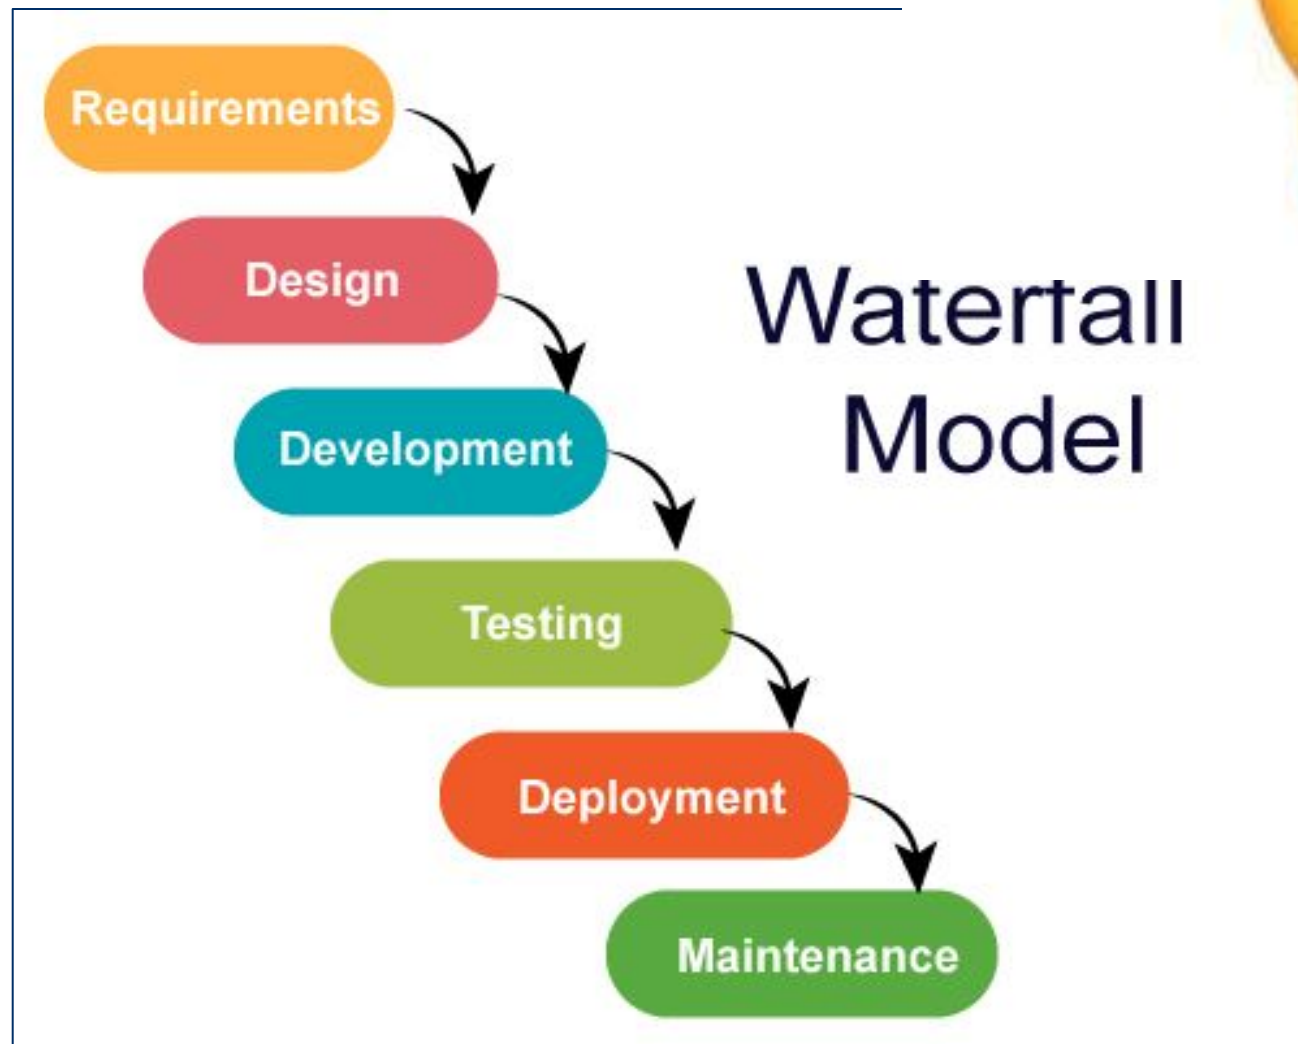 Requirements
Design
Waterfall
Model
Development
Testing
Deployment
Maintenance